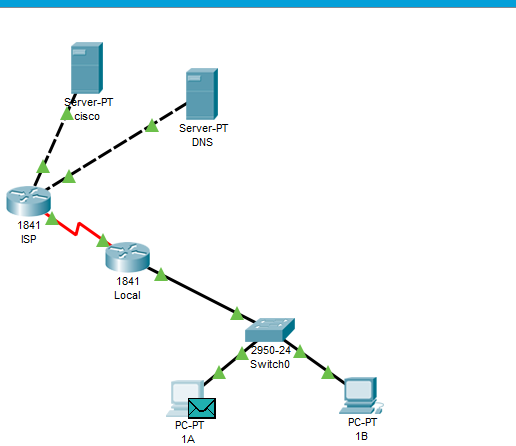 Server-PT
cisco
Server-PT
DNS
1841
ISP
1841
Local
2950-24
Switch0
PC-PT
1A
PC-PT
1B